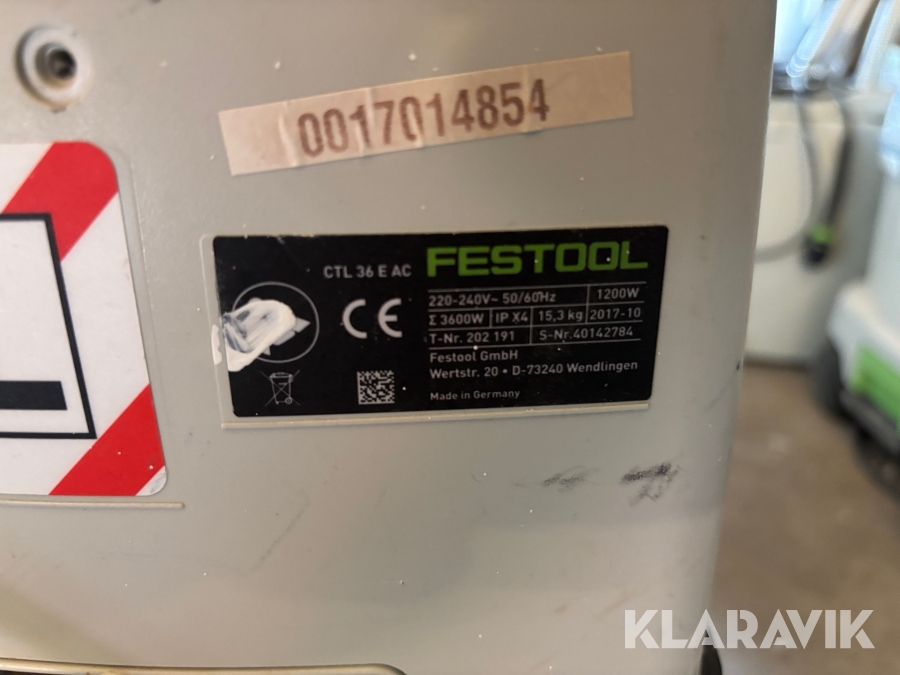 0017014854
CTL 36 E AC FESTOOL
220-240V~ 50/60Hz 1200W
Σ 3600W IP X4 15,3 kg 2017-10
T-Nr. 202 191 S-Nr.40142784
Festool GmbH
Wertstr. 20 • D-73240 Wendlingen
Made in Germany
CE
KLARAVIK